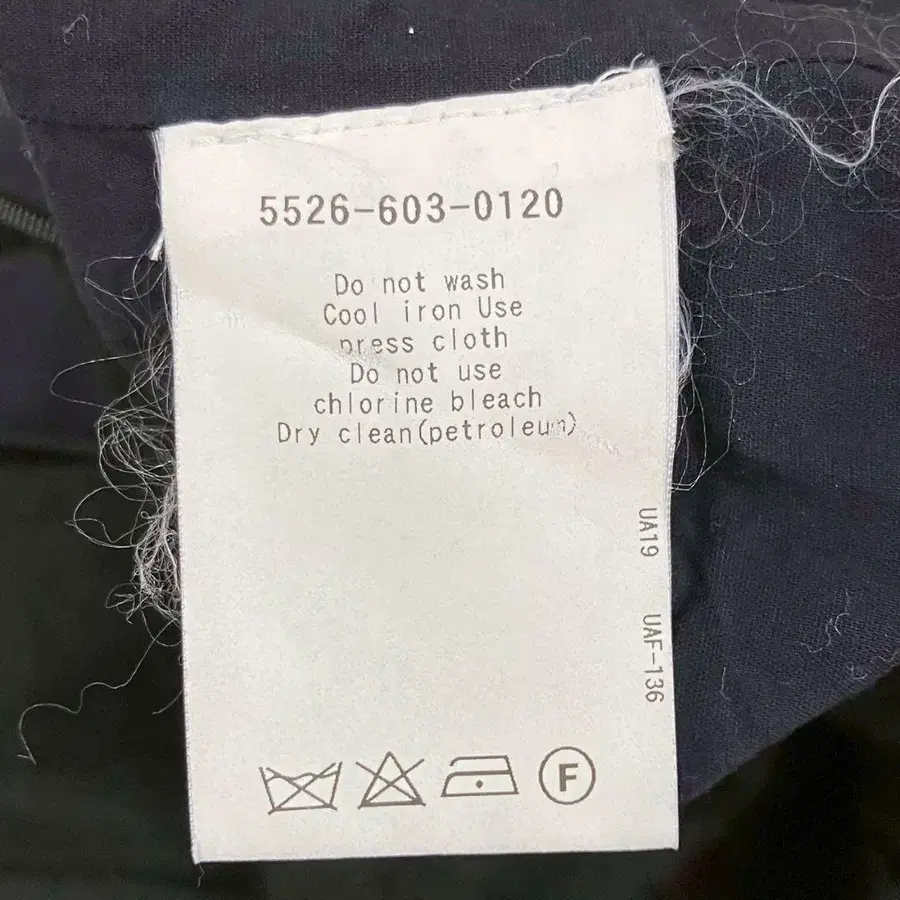 5526-603-0120
Do not wash
Cool iron Use
press cloth
Do not use
chlorine bleach
Dry clean(petroleum)
UA19 UAF-136
F